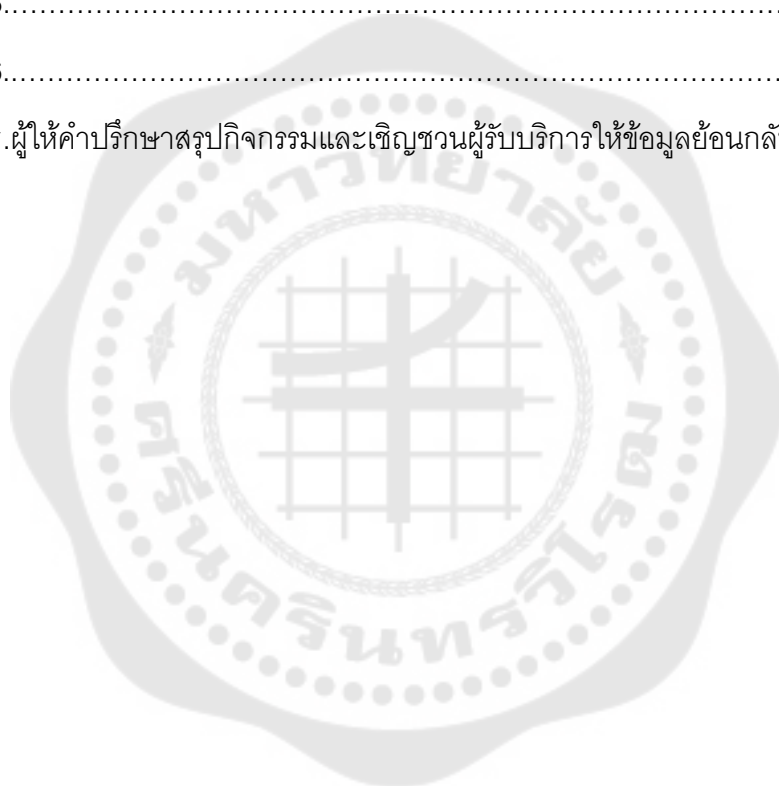 .……………………………………………………………………
.……………………………………………………………………
.ผู้ให้คำปรึกษาสรุปกิจกรรมและเชิญชวนผู้รับบริการให้ข้อมูลย้อนกลับ
มหาวิทยาลัย
ศรีนครินทรวิโรฒ